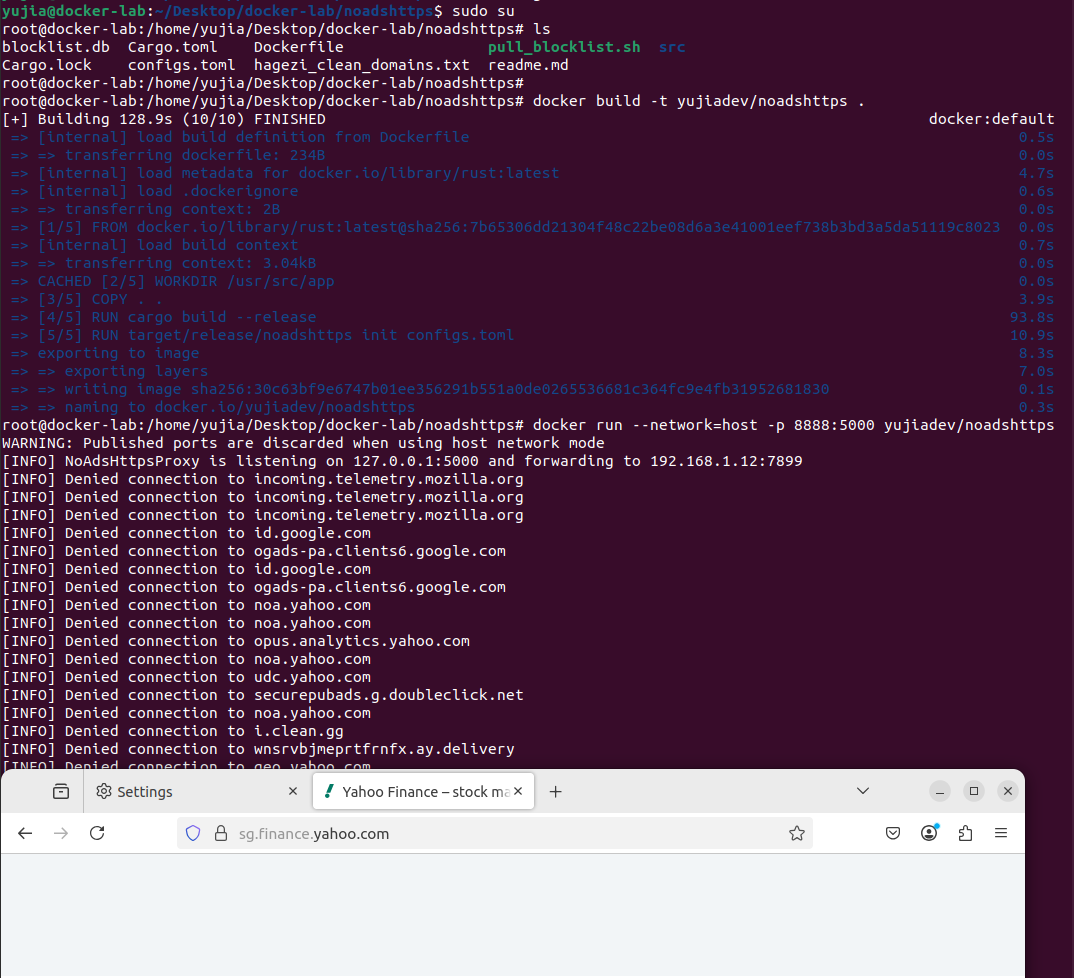 yujia@docker-lab:~/Desktop/docker-lab/noadshttps$ sudo su
root@docker-lab:/home/yujia/Desktop/docker-lab/noadshttps# ls
blocklist.db  Cargo.toml    Dockerfile                pull_blocklist.sh  src
Cargo.lock    configs.toml  hagezi_clean_domains.txt  readme.md
root@docker-lab:/home/yujia/Desktop/docker-lab/noadshttps#
root@docker-lab:/home/yujia/Desktop/docker-lab/noadshttps# docker build -t yujiadev/noadshttps .
[+] Building 128.9s (10/10) FINISHED docker:default
=> [internal] load build definition from Dockerfile 0.5s
=> => transferring dockerfile: 234B 0.0s
=> [internal] load metadata for docker.io/library/rust:latest 4.7s
=> [internal] load .dockerignore 0.6s
=> => transferring context: 2B 0.0s
=> [1/5] FROM docker.io/library/rust:latest@sha256:7b65306dd21304f48c22be08d6a3e41001eef738b3bd3a5da51119c8023 0.0s
=> [internal] load build context 0.7s
=> => transferring context: 3.04kB 0.0s
=> CACHED [2/5] WORKDIR /usr/src/app 0.0s
=> [3/5] COPY . . 3.9s
=> [4/5] RUN cargo build --release 93.8s
=> [5/5] RUN target/release/noadshttps init configs.toml 10.9s
=> exporting to image 8.3s
=> => exporting layers 7.0s
=> => writing image sha256:30c63bf9e6747b01ee356291b551a0de0265536681c364fc9e4fb31952681830 0.1s
=> => naming to docker.io/yujiadev/noadshttps 0.3s
root@docker-lab:/home/yujia/Desktop/docker-lab/noadshttps# docker run --network=host -p 8888:5000 yujiadev/noadshttps
WARNING: Published ports are discarded when using host network mode
[INFO] NoAdsHttpsProxy is listening on 127.0.0.1:5000 and forwarding to 192.168.1.12:7899
[INFO] Denied connection to incoming.telemetry.mozilla.org
[INFO] Denied connection to incoming.telemetry.mozilla.org
[INFO] Denied connection to incoming.telemetry.mozilla.org
[INFO] Denied connection to id.google.com
[INFO] Denied connection to ogads-pa.clients6.google.com
[INFO] Denied connection to id.google.com
[INFO] Denied connection to ogads-pa.clients6.google.com
[INFO] Denied connection to noa.yahoo.com
[INFO] Denied connection to noa.yahoo.com
[INFO] Denied connection to opus.analytics.yahoo.com
[INFO] Denied connection to noa.yahoo.com
[INFO] Denied connection to udc.yahoo.com
[INFO] Denied connection to securepubads.g.doubleclick.net
[INFO] Denied connection to noa.yahoo.com
[INFO] Denied connection to i.clean.gg
[INFO] Denied connection to wnsrvbjmeprtfrnfx.ay.delivery
[INFO] Denied connection to geo.yahoo.com
Settings
Yahoo Finance – stock ma
sg.finance.yahoo.com